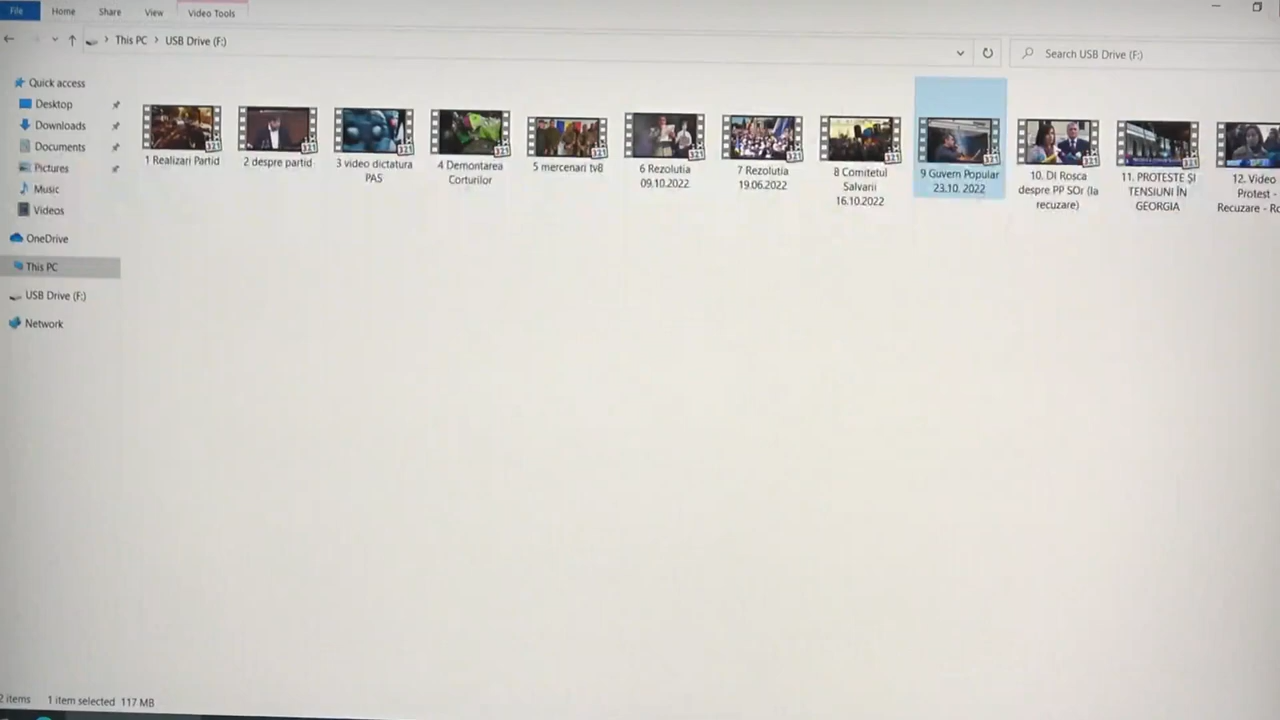 File Home Share View Video Tools
This PC USB Drive (F:)
Search USB Drive (F:)
Quick access
Desktop
Downloads
Documents
Pictures
Music
Videos
OneDrive
This PC
USB Drive (F:)
Network
1 Realizari Partid
2 despre partid
3 video dictatura
PAS
4 Demontarea
Corturilor
5 mercenari tv8
6 Rezolutia
09.10.2022
7 Rezolutia
19.06.2022
8 Comitetul
Salvarii
16.10.2022
9 Guvern Popular
23.10. 2022
10. DI Rosca
despre PP SOr (la
recuzare)
11. PROTESTE ȘI
TENSIUNI ÎN
GEORGIA
12. Video
Protest -
Recuzare - Ro
2 items 1 item selected 117 MB